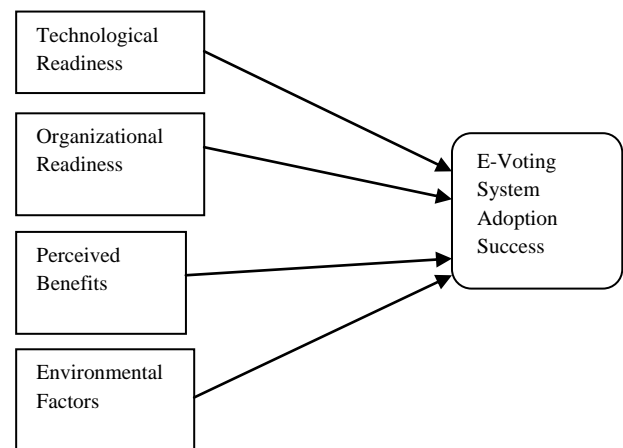 Technological
Readiness
Organizational
Readiness
Perceived
Benefits
Environmental
Factors
E-Voting
System
Adoption
Success